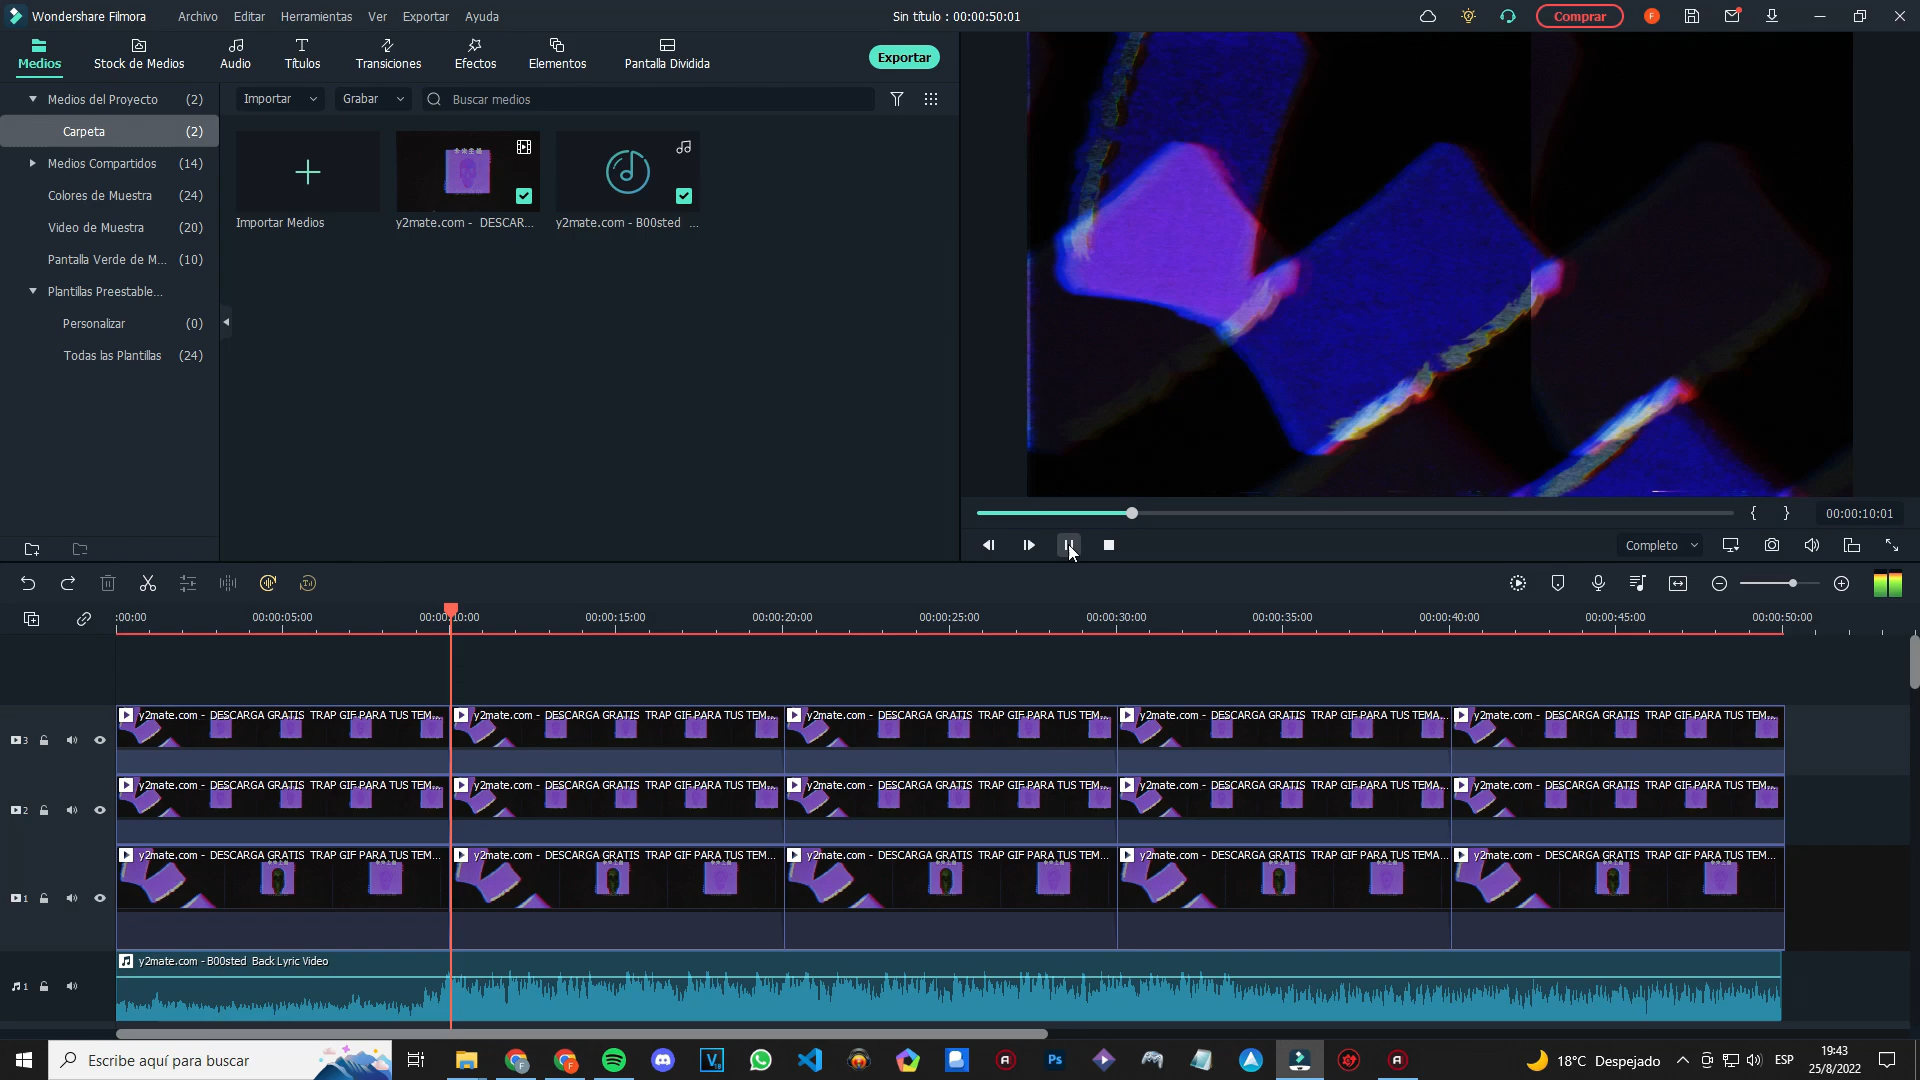 Wondershare Filmora
Archivo
Editar
Herramientas
Ver
Exportar
Ayuda
Sin título : 00:00:50:01
Comprar
F
Medios
Stock de Medios
Audio
Títulos
Transiciones
Efectos
Elementos
Pantalla Dividida
Exportar
Medios del Proyecto (2)
Carpeta (2)
Medios Compartidos (14)
Colores de Muestra (24)
Video de Muestra (20)
Pantalla Verde de M... (10)
Plantillas Preestable...
Personalizar (0)
Todas las Plantillas (24)
Importar
Grabar
Buscar medios
Importar Medios
y2mate.com - DESCAR...
y2mate.com - B00sted ...
{ }
00:00:10:01
Completo
:00:00
00:00:05:00
00:00:10:00
00:00:15:00
00:00:20:00
00:00:25:00
00:00:30:00
00:00:35:00
00:00:40:00
00:00:45:00
00:00:50:00
3
y2mate.com - DESCARGA GRATIS TRAP GIF PARA TUS TEM...
y2mate.com - DESCARGA GRATIS TRAP GIF PARA TUS TEM...
y2mate.com - DESCARGA GRATIS TRAP GIF PARA TUS TEM...
y2mate.com - DESCARGA GRATIS TRAP GIF PARA TUS TEMA...
y2mate.com - DESCARGA GRATIS TRAP GIF PARA TUS TEM...
2
y2mate.com - DESCARGA GRATIS TRAP GIF PARA TUS TEM...
y2mate.com - DESCARGA GRATIS TRAP GIF PARA TUS TEM...
y2mate.com - DESCARGA GRATIS TRAP GIF PARA TUS TEM...
y2mate.com - DESCARGA GRATIS TRAP GIF PARA TUS TEMA...
y2mate.com - DESCARGA GRATIS TRAP GIF PARA TUS TEM...
1
y2mate.com - DESCARGA GRATIS TRAP GIF PARA TUS TEM...
y2mate.com - DESCARGA GRATIS TRAP GIF PARA TUS TEMA...
y2mate.com - DESCARGA GRATIS TRAP GIF PARA TUS TEM...
y2mate.com - DESCARGA GRATIS TRAP GIF PARA TUS TEMA...
y2mate.com - DESCARGA GRATIS TRAP GIF PARA TUS TEM...
1
y2mate.com - B00sted Back Lyric Video
Escribe aquí para buscar
Ps
18°C Despejado
ESP
19:43
25/8/2022